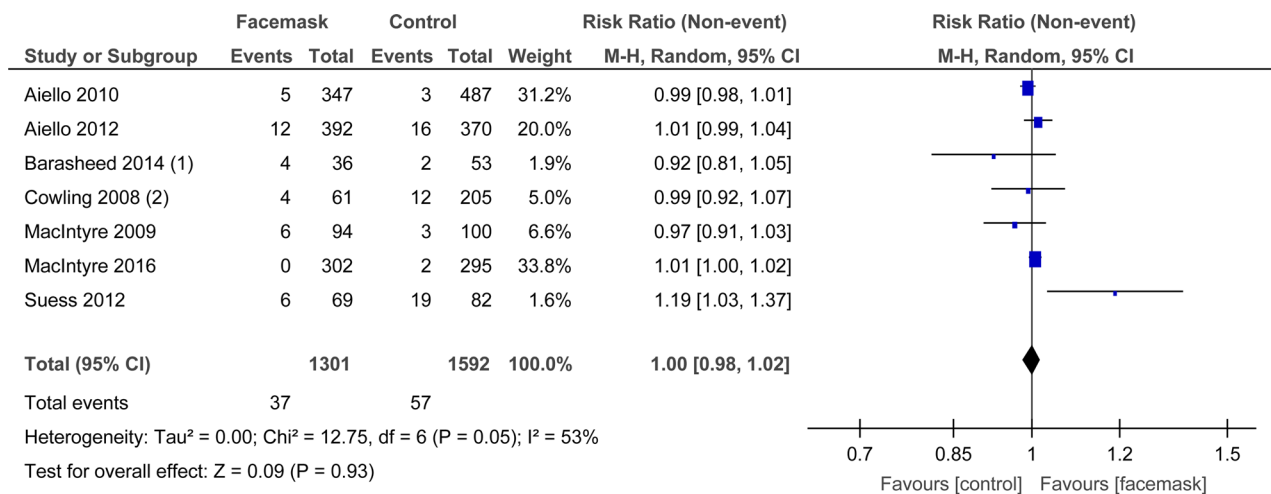 Facemask Control Risk Ratio (Non-event) Risk Ratio (Non-event)
Study or Subgroup Events Total Events Total Weight M-H, Random, 95% CI M-H, Random, 95% CI
Aiello 2010 5 347 3 487 31.2% 0.99 [0.98, 1.01]
Aiello 2012 12 392 16 370 20.0% 1.01 [0.99, 1.04]
Barasheed 2014 (1) 4 36 2 53 1.9% 0.92 [0.81, 1.05]
Cowling 2008 (2) 4 61 12 205 5.0% 0.99 [0.92, 1.07]
MacIntyre 2009 6 94 3 100 6.6% 0.97 [0.91, 1.03]
MacIntyre 2016 0 302 2 295 33.8% 1.01 [1.00, 1.02]
Suess 2012 6 69 19 82 1.6% 1.19 [1.03, 1.37]
Total (95% CI) 1301 1592 100.0% 1.00 [0.98, 1.02]
Total events 37 57
Heterogeneity: Tau² = 0.00; Chi² = 12.75, df = 6 (P = 0.05); I² = 53%
Test for overall effect: Z = 0.09 (P = 0.93)
0.7 0.85 1 1.2 1.5
Favours [control] Favours [facemask]